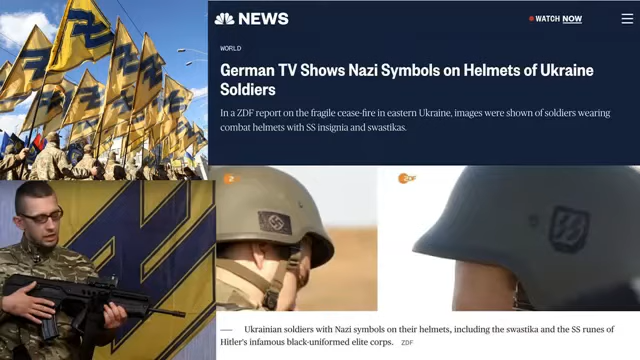 NBC NEWS
WATCH NOW
WORLD
German TV Shows Nazi Symbols on Helmets of Ukraine
Soldiers
In a ZDF report on the fragile cease-fire in eastern Ukraine, images were shown of soldiers wearing
combat helmets with SS insignia and swastikas.
2
ZDF
Ukrainian soldiers with Nazi symbols on their helmets, including the swastika and the SS runes of
Hitler's infamous black-uniformed elite corps. ZDF